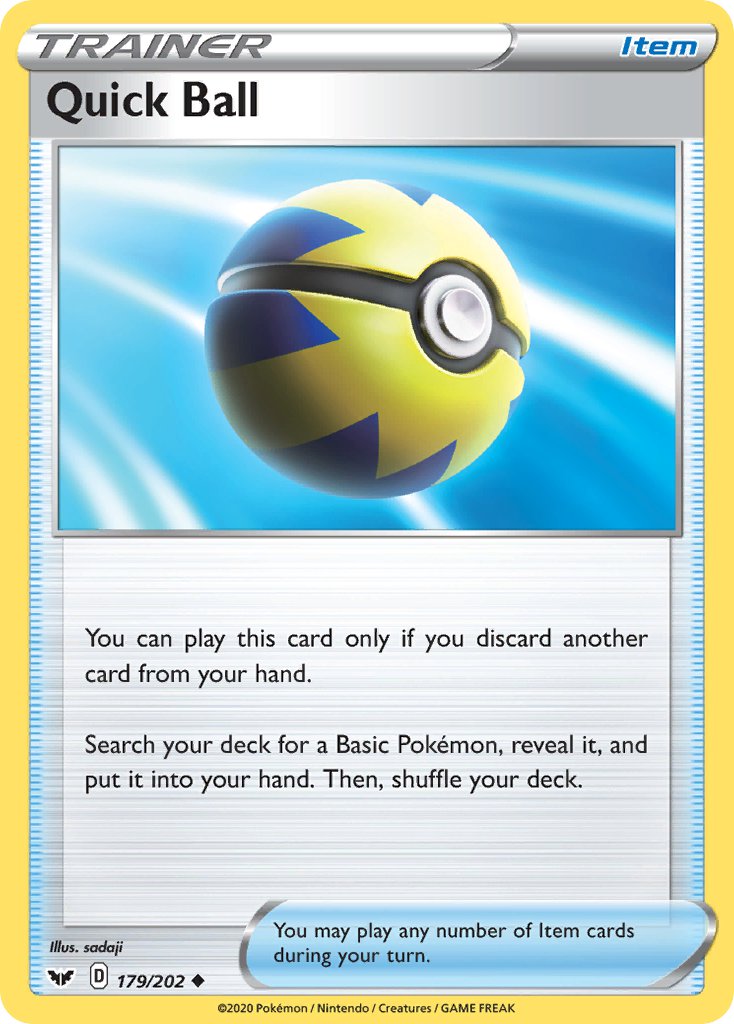 TRAINER
Item
Quick Ball
You can play this card only if you discard another
card from your hand.
Search your deck for a Basic Pokémon, reveal it, and
put it into your hand. Then, shuffle your deck.
You may play any number of Item cards
during your turn.
Illus. sadaji
D 179/202
©2020 Pokémon / Nintendo / Creatures / GAME FREAK